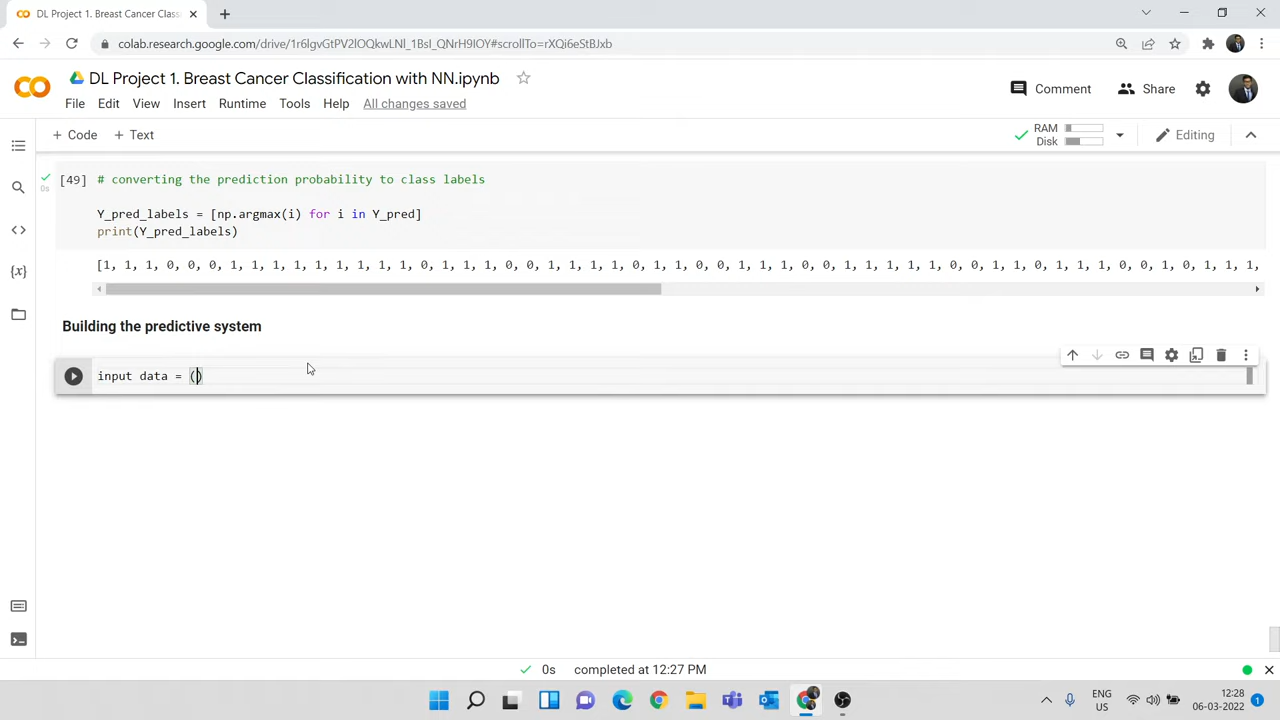 DL Project 1. Breast Cancer Class
colab.research.google.com/drive/1r6lgvGtPV2lOQkwLNl_1BsI_QNrH9IOY#scrollTo=rXQi6eStBJxb
DL Project 1. Breast Cancer Classification with NN.ipynb
File Edit View Insert Runtime Tools Help All changes saved
Comment Share
+ Code + Text
RAM
Disk
Editing
[49] # converting the prediction probability to class labels
0s
Y_pred_labels = [np.argmax(i) for i in Y_pred]
print(Y_pred_labels)
[1, 1, 1, 0, 0, 0, 1, 1, 1, 1, 1, 1, 1, 1, 1, 0, 1, 1, 1, 0, 0, 1, 1, 1, 1, 0, 1, 1, 0, 0, 1, 1, 1, 0, 0, 1, 1, 1, 1, 1, 0, 0, 1, 1, 0, 1, 1, 1, 0, 0, 1, 0, 1, 1, 1,
Building the predictive system
input data = ()
0s completed at 12:27 PM
ENG
US
12:28
06-03-2022
1